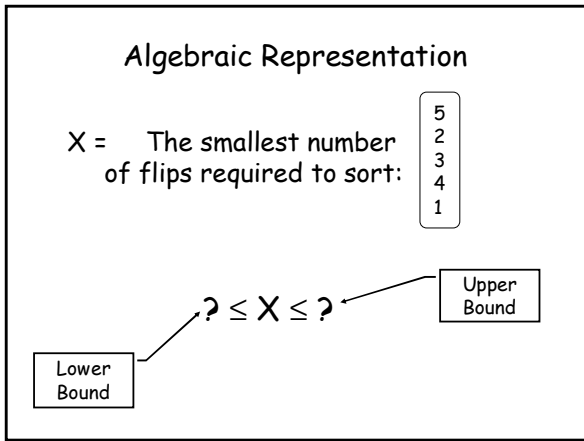 Algebraic Representation
X = The smallest number
of flips required to sort:
5
2
3
4
1
? ≤ X ≤ ?
Upper
Bound
Lower
Bound